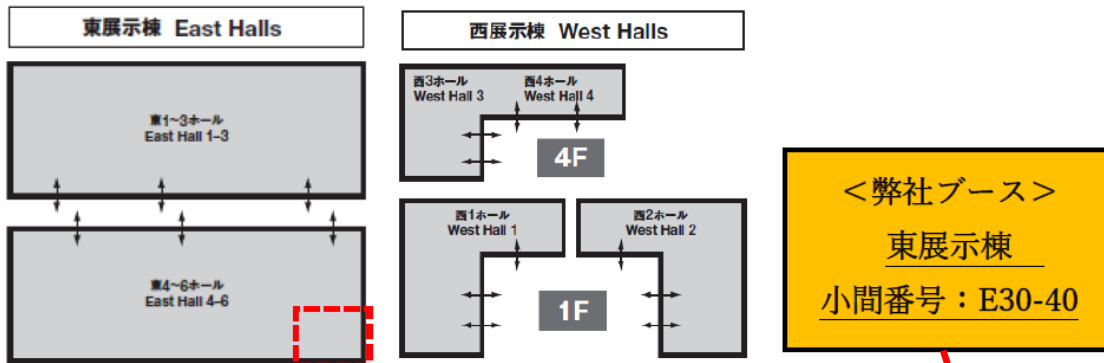 東展示棟 East Halls
西展示棟 West Halls
東1~3ホール
East Hall 1–3
東4~6ホール
East Hall 4–6
西3ホール
West Hall 3
西4ホール
West Hall 4
4F
西1ホール
West Hall 1
西2ホール
West Hall 2
1F
＜弊社ブース＞
東展示棟
小間番号：E30-40